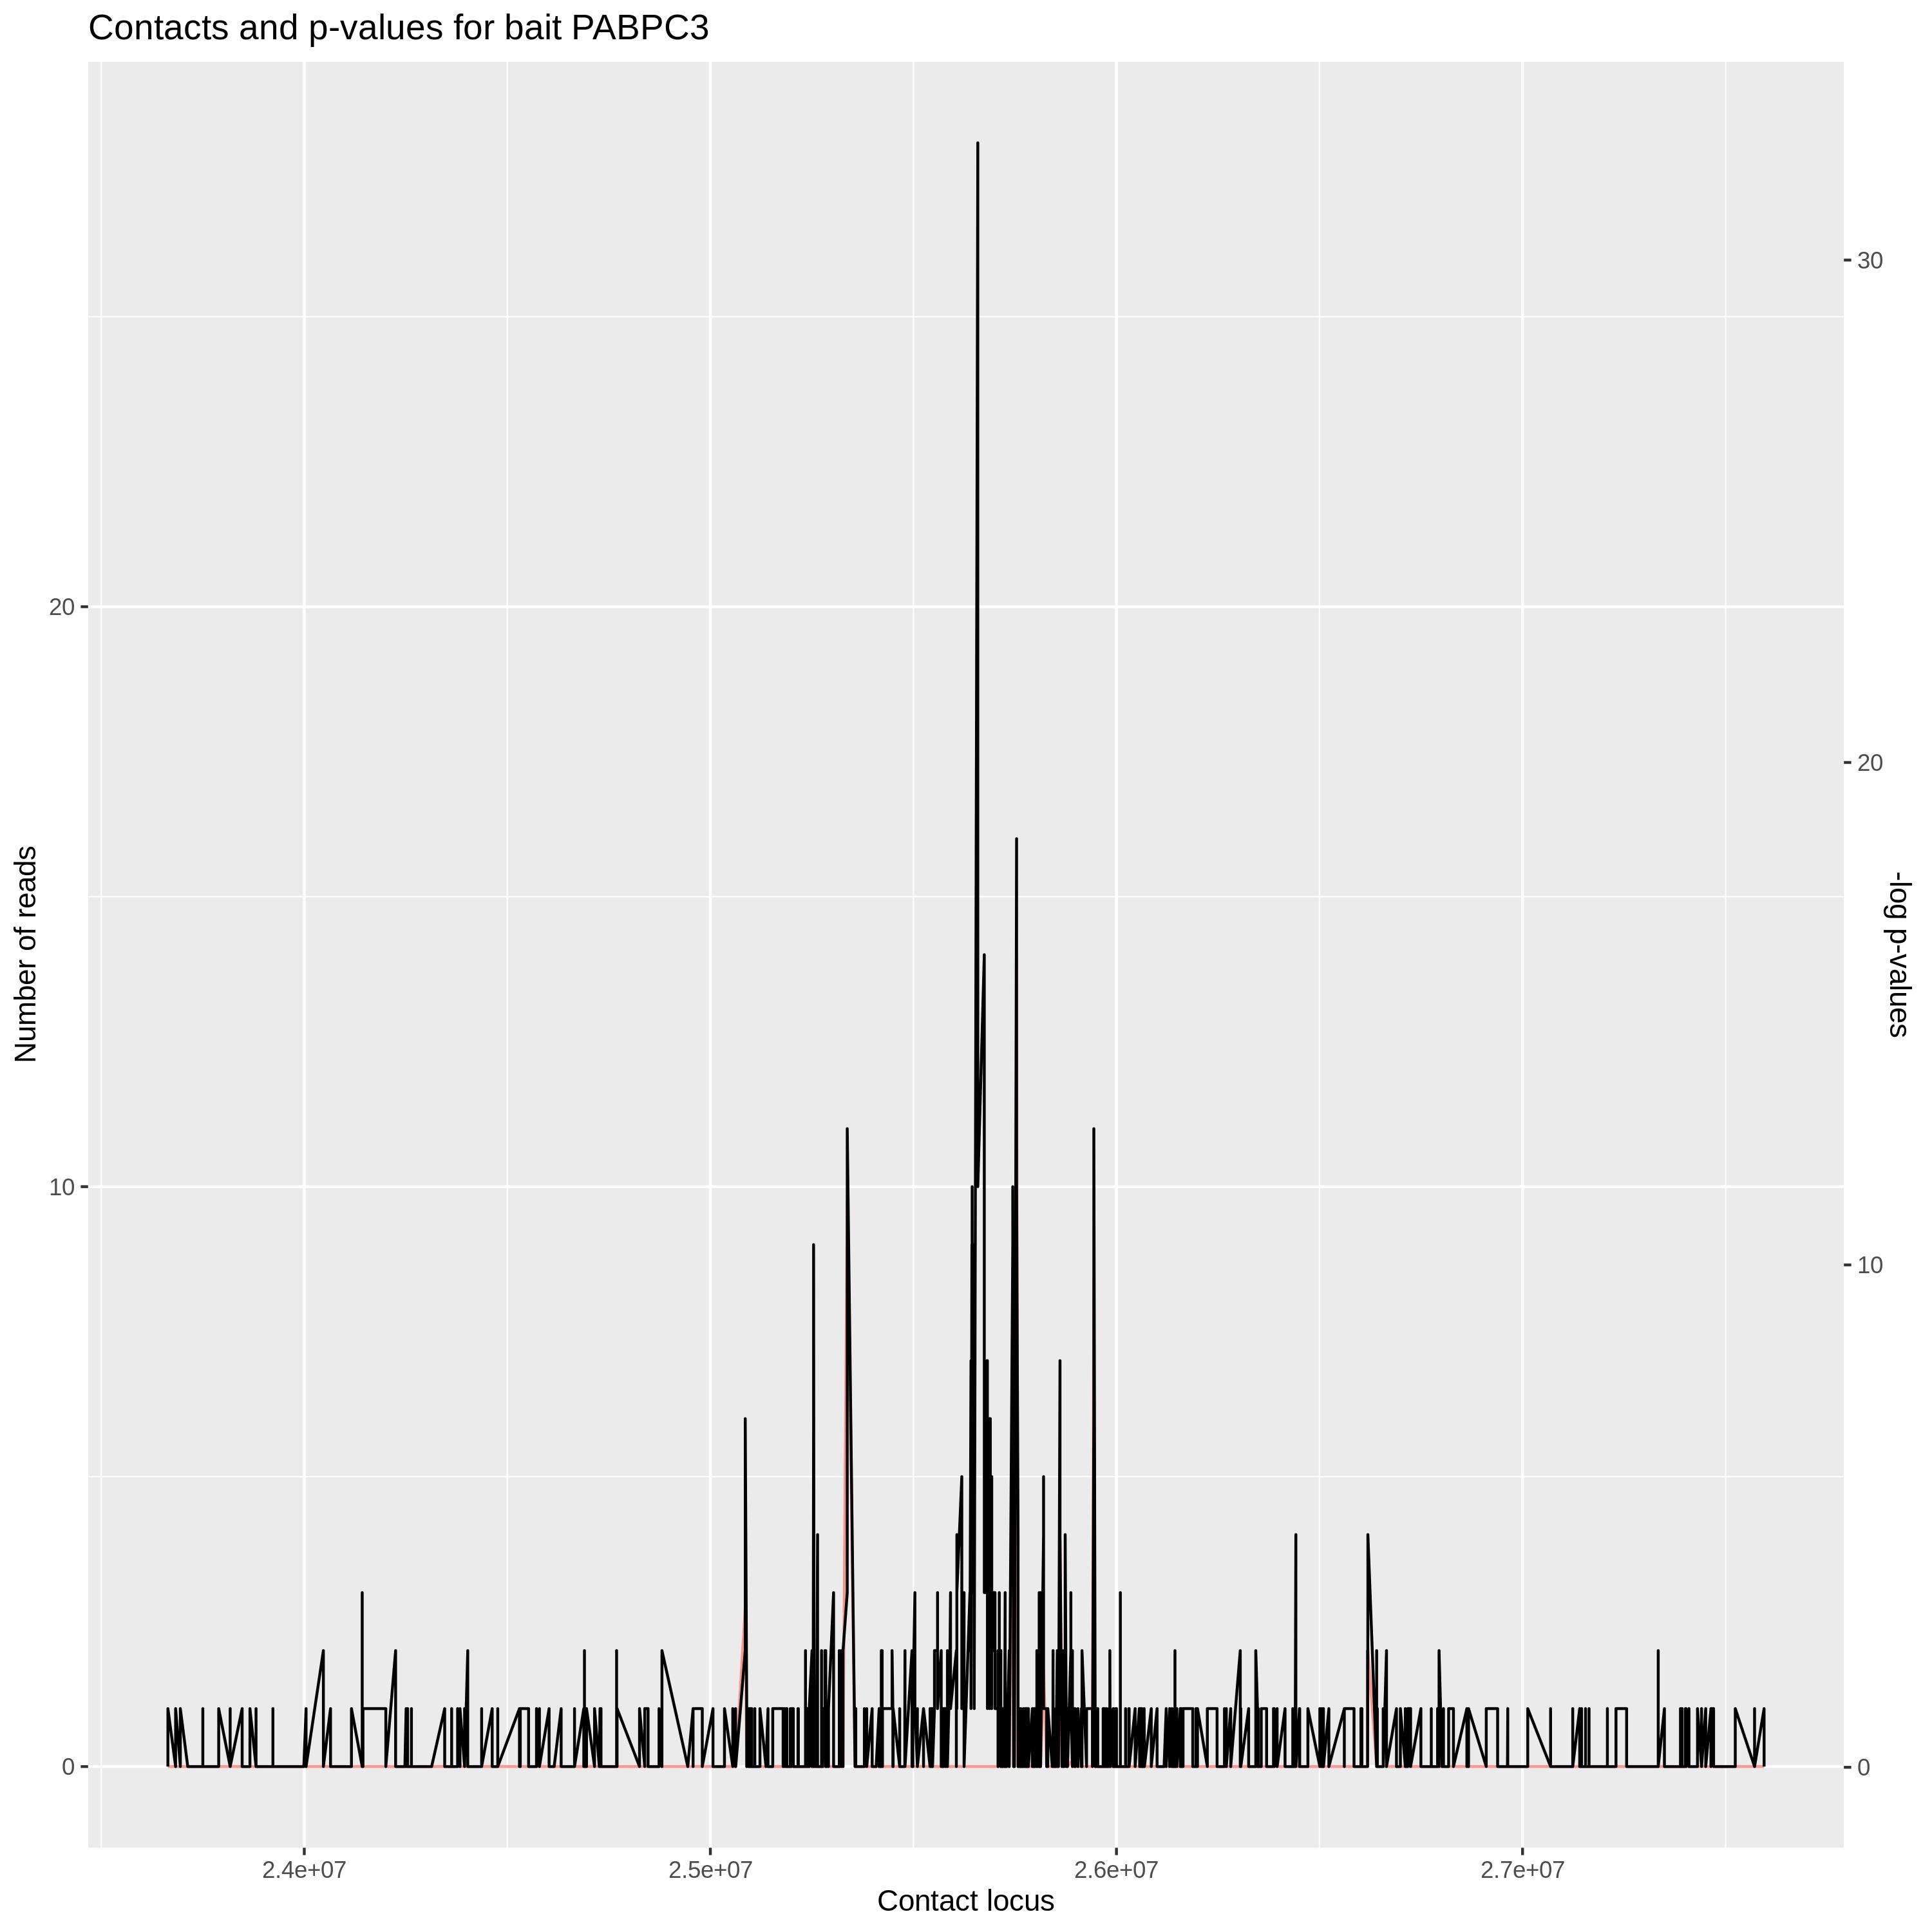 Contacts and p-values for bait PABPC3
30
20
20
10
10
0
0
Number of reads
-log p-values
2.4e+07
2.5e+07
2.6e+07
2.7e+07
Contact locus